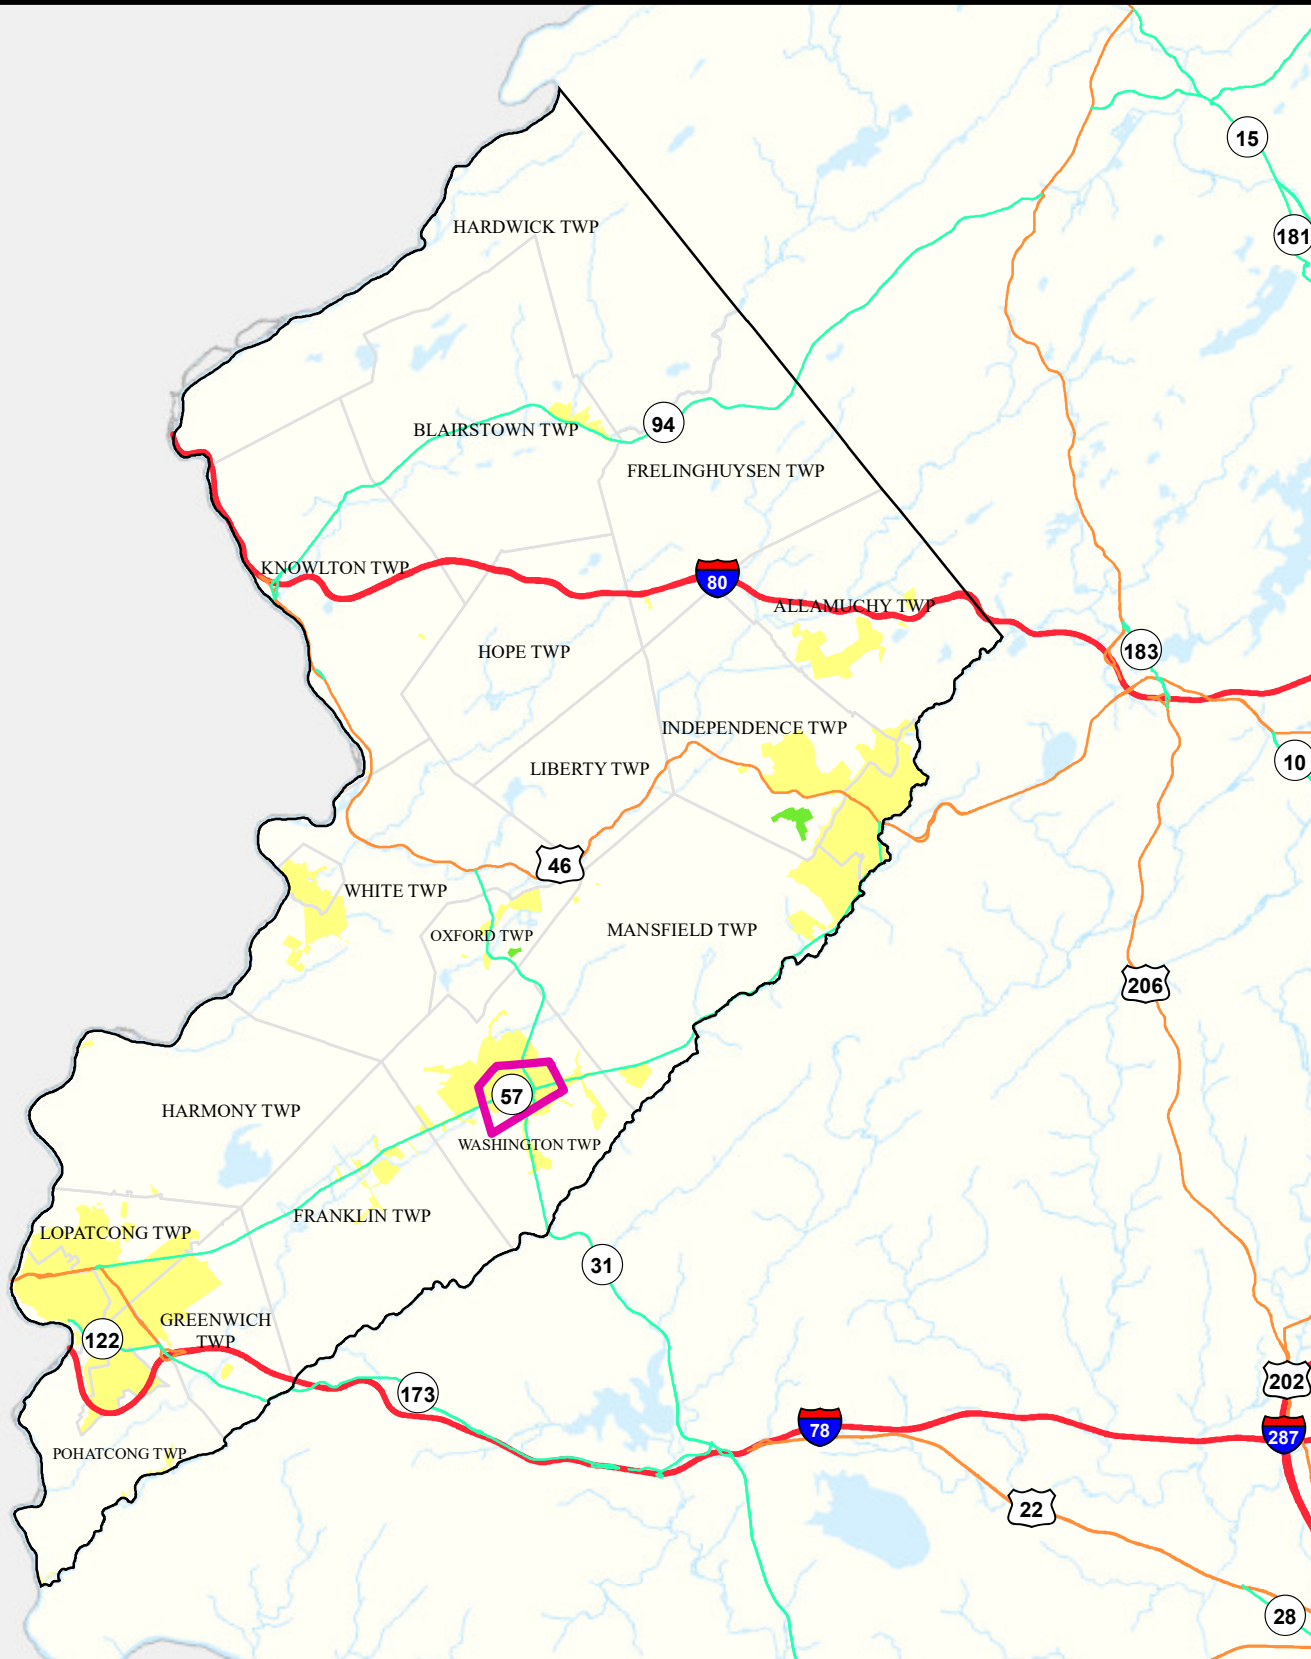 15
181
HARDWICK TWP
94
BLAIRSTOWN TWP
FRELINGHUYSEN TWP
KNOWLTON TWP
80
ALLAMUCHY TWP
HOPE TWP
183
INDEPENDENCE TWP
10
LIBERTY TWP
46
WHITE TWP
OXFORD TWP
MANSFIELD TWP
206
57
HARMONY TWP
WASHINGTON TWP
FRANKLIN TWP
LOPATCONG TWP
31
GREENWICH
TWP
122
173
202
78
287
POHATCONG TWP
22
28